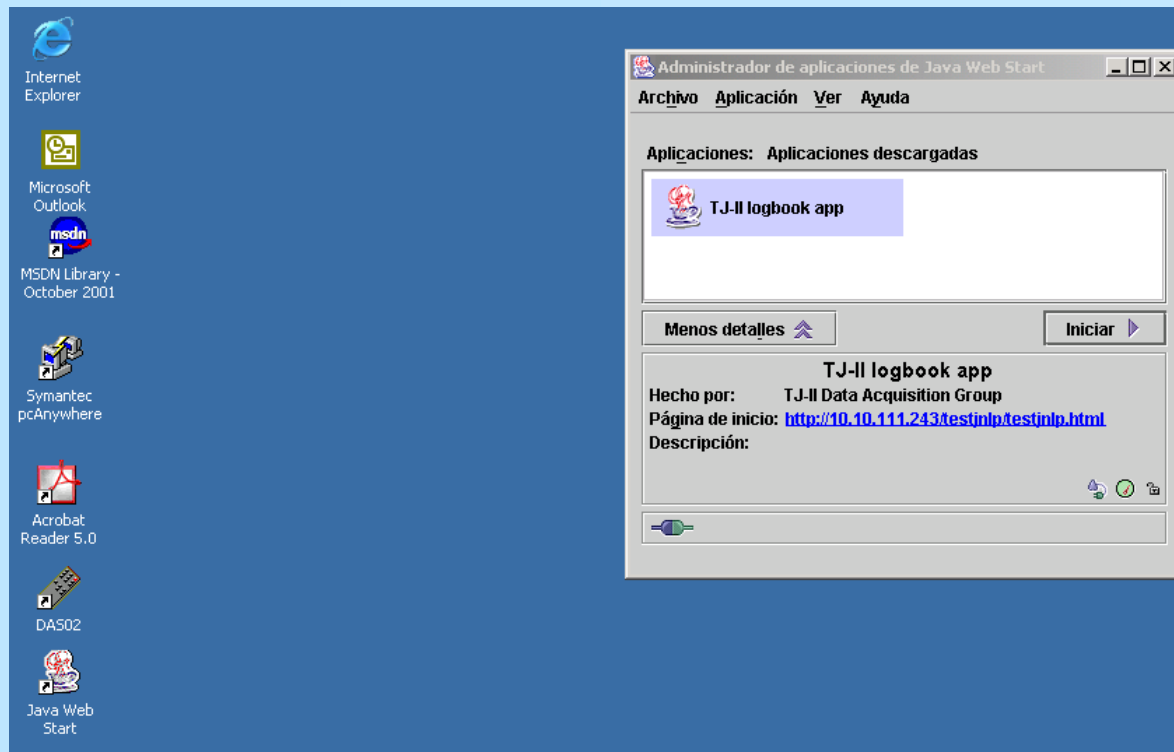 Internet
Explorer
Microsoft
Outlook
msdn
MSDN Library -
October 2001
Symantec
pcAnywhere
Acrobat
Reader 5.0
DAS02
Java Web
Start
Administrador de aplicaciones de Java Web Start
Archivo Aplicación Ver Ayuda
Aplicaciones: Aplicaciones descargadas
TJ-II logbook app
Menos detalles
Iniciar
TJ-II logbook app
Hecho por: TJ-II Data Acquisition Group
Página de inicio: http://10.10.111.243/testjnlp/testjnlp.html
Descripción: